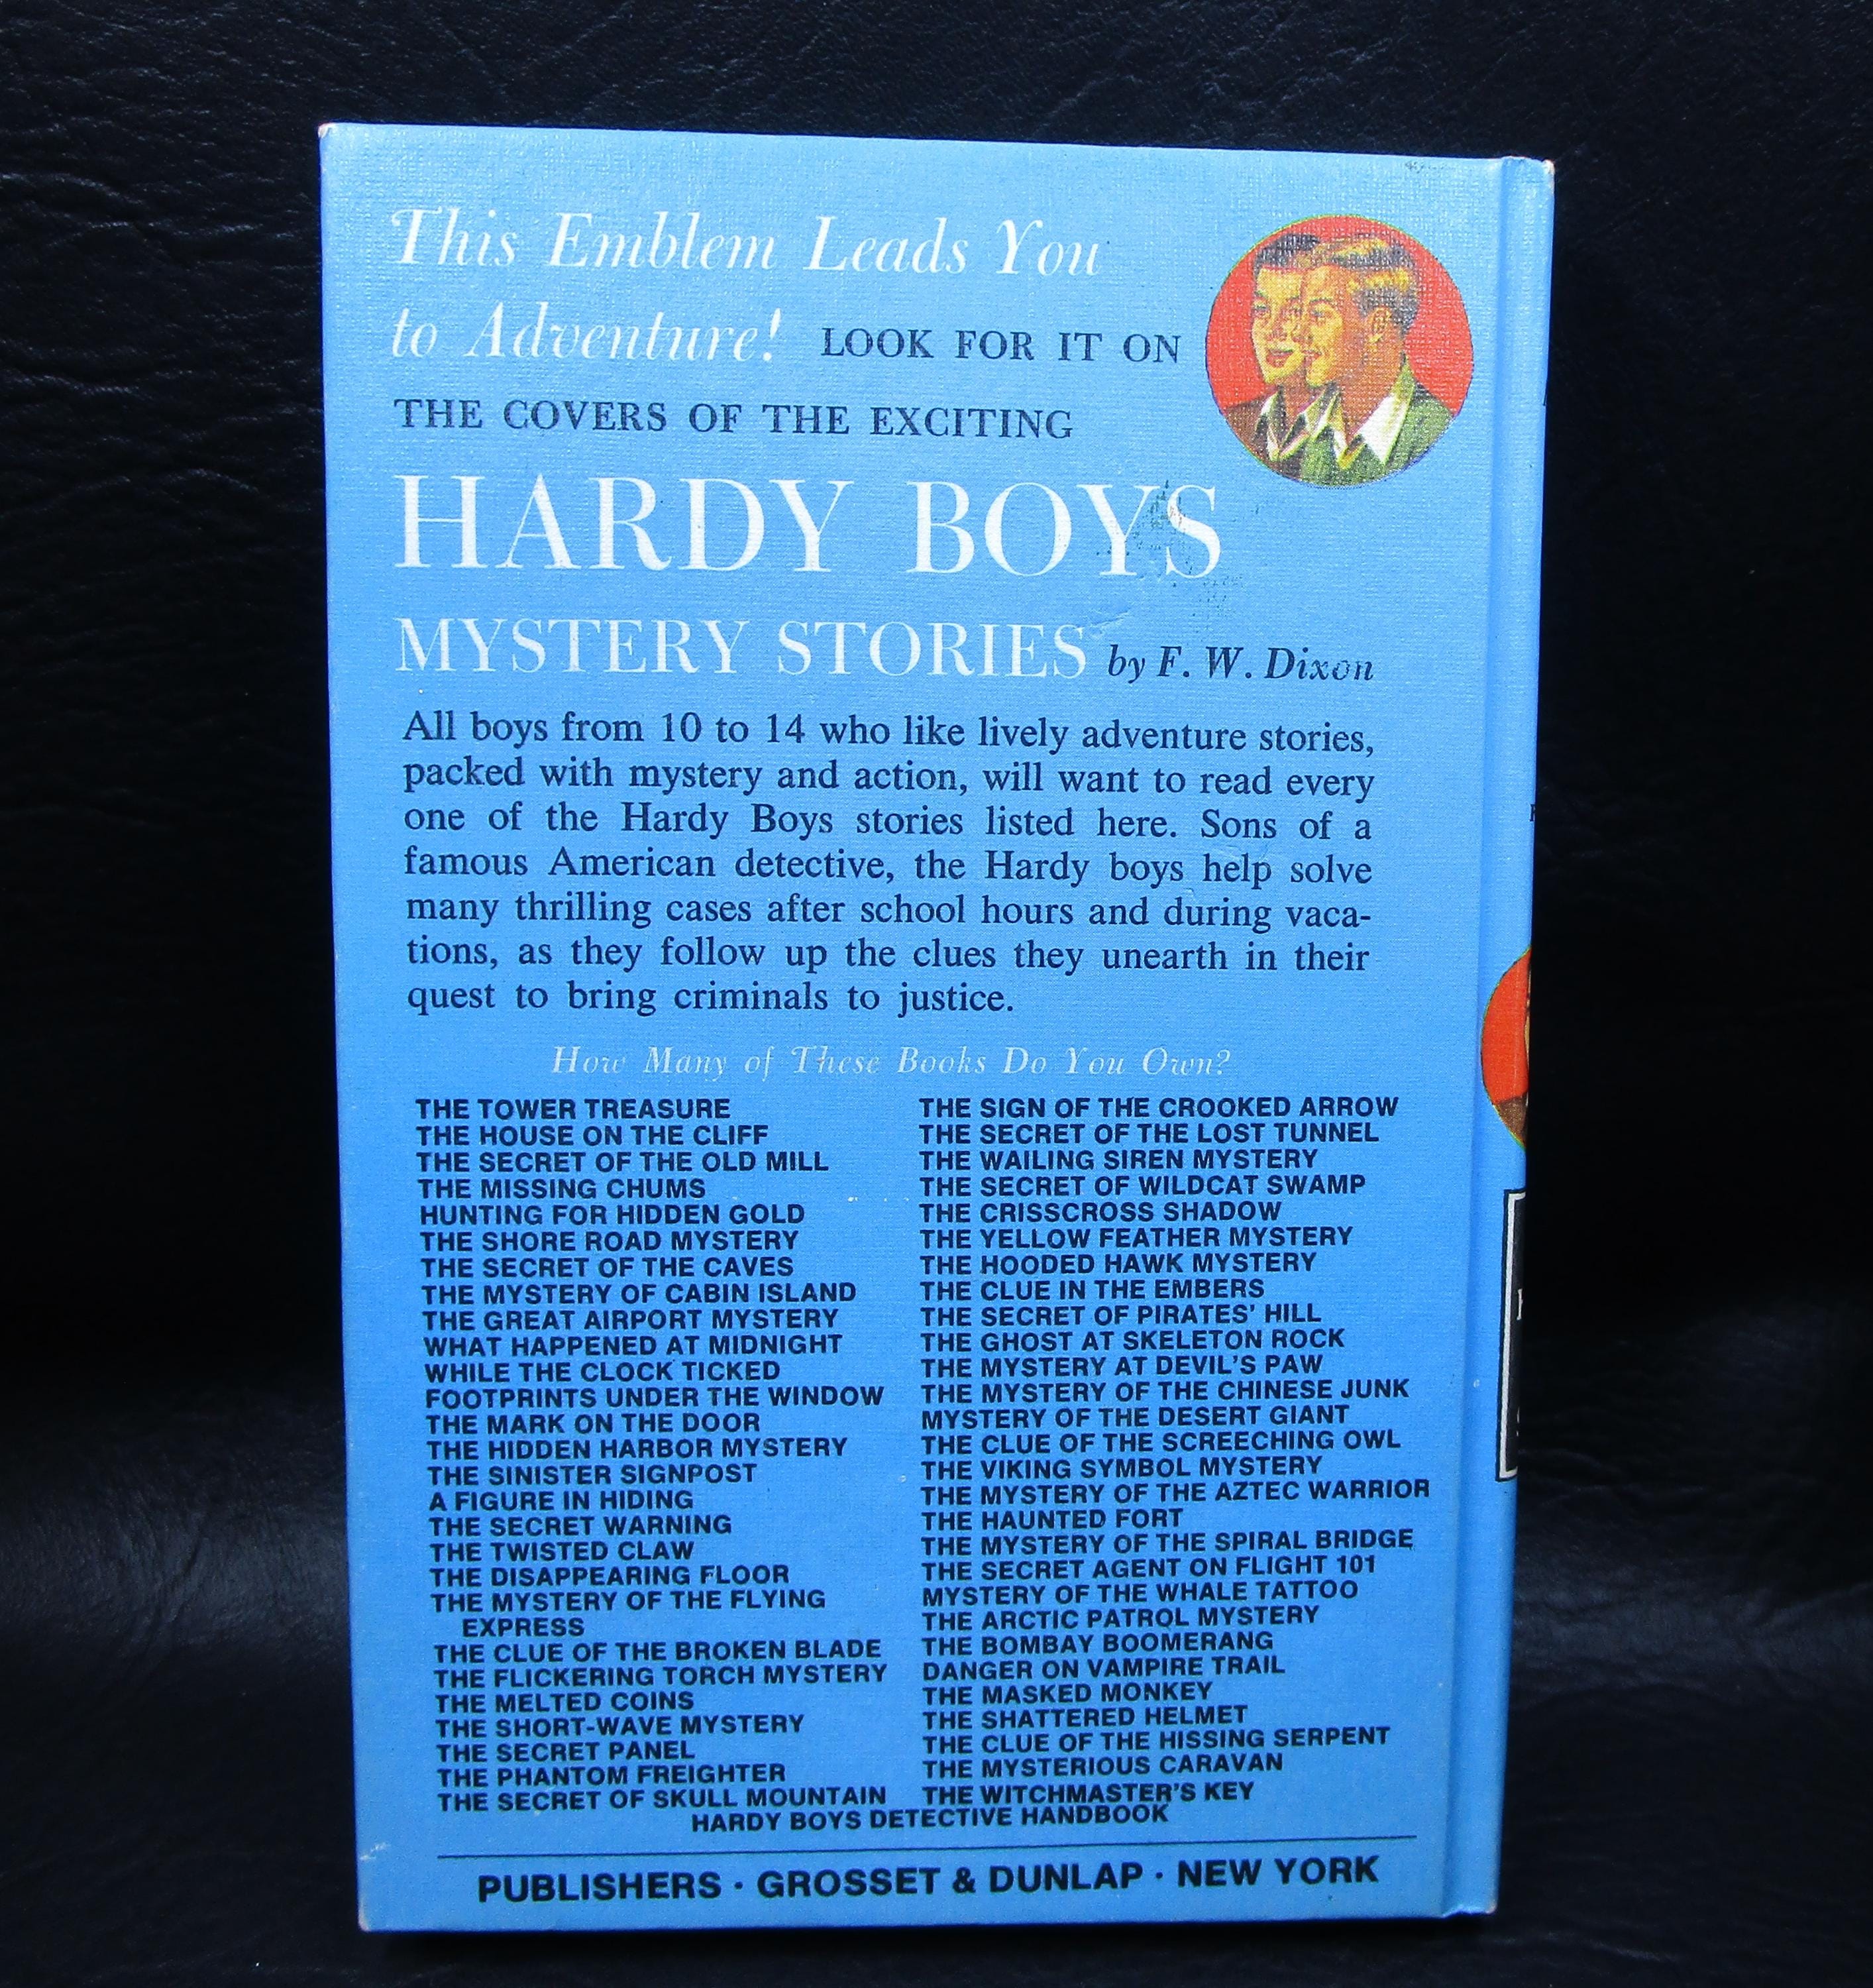 This Emblem Leads You
to Adventure! LOOK FOR IT ON
THE COVERS OF THE EXCITING
HARDY BOYS
MYSTERY STORIES by F. W. Dixon
All boys from 10 to 14 who like lively adventure stories,
packed with mystery and action, will want to read every
one of the Hardy Boys stories listed here. Sons of a
famous American detective, the Hardy boys help solve
many thrilling cases after school hours and during vaca-
tions, as they follow up the clues they unearth in their
quest to bring criminals to justice.
How Many of These Books Do You Own?
THE TOWER TREASURE
THE HOUSE ON THE CLIFF
THE SECRET OF THE OLD MILL
THE MISSING CHUMS
HUNTING FOR HIDDEN GOLD
THE SHORE ROAD MYSTERY
THE SECRET OF THE CAVES
THE MYSTERY OF CABIN ISLAND
THE GREAT AIRPORT MYSTERY
WHAT HAPPENED AT MIDNIGHT
WHILE THE CLOCK TICKED
FOOTPRINTS UNDER THE WINDOW
THE MARK ON THE DOOR
THE HIDDEN HARBOR MYSTERY
THE SINISTER SIGNPOST
A FIGURE IN HIDING
THE SECRET WARNING
THE TWISTED CLAW
THE DISAPPEARING FLOOR
THE MYSTERY OF THE FLYING
EXPRESS
THE CLUE OF THE BROKEN BLADE
THE FLICKERING TORCH MYSTERY
THE MELTED COINS
THE SHORT-WAVE MYSTERY
THE SECRET PANEL
THE PHANTOM FREIGHTER
THE SECRET OF SKULL MOUNTAIN
THE SIGN OF THE CROOKED ARROW
THE SECRET OF THE LOST TUNNEL
THE WAILING SIREN MYSTERY
THE SECRET OF WILDCAT SWAMP
THE CRISSCROSS SHADOW
THE YELLOW FEATHER MYSTERY
THE HOODED HAWK MYSTERY
THE CLUE IN THE EMBERS
THE SECRET OF PIRATES' HILL
THE GHOST AT SKELETON ROCK
THE MYSTERY AT DEVIL'S PAW
THE MYSTERY OF THE CHINESE JUNK
MYSTERY OF THE DESERT GIANT
THE CLUE OF THE SCREECHING OWL
THE VIKING SYMBOL MYSTERY
THE MYSTERY OF THE AZTEC WARRIOR
THE HAUNTED FORT
THE MYSTERY OF THE SPIRAL BRIDGE
THE SECRET AGENT ON FLIGHT 101
MYSTERY OF THE WHALE TATTOO
THE ARCTIC PATROL MYSTERY
THE BOMBAY BOOMERANG
DANGER ON VAMPIRE TRAIL
THE MASKED MONKEY
THE SHATTERED HELMET
THE CLUE OF THE HISSING SERPENT
THE MYSTERIOUS CARAVAN
THE WITCHMASTER'S KEY
HARDY BOYS DETECTIVE HANDBOOK
PUBLISHERS · GROSSET & DUNLAP · NEW YORK